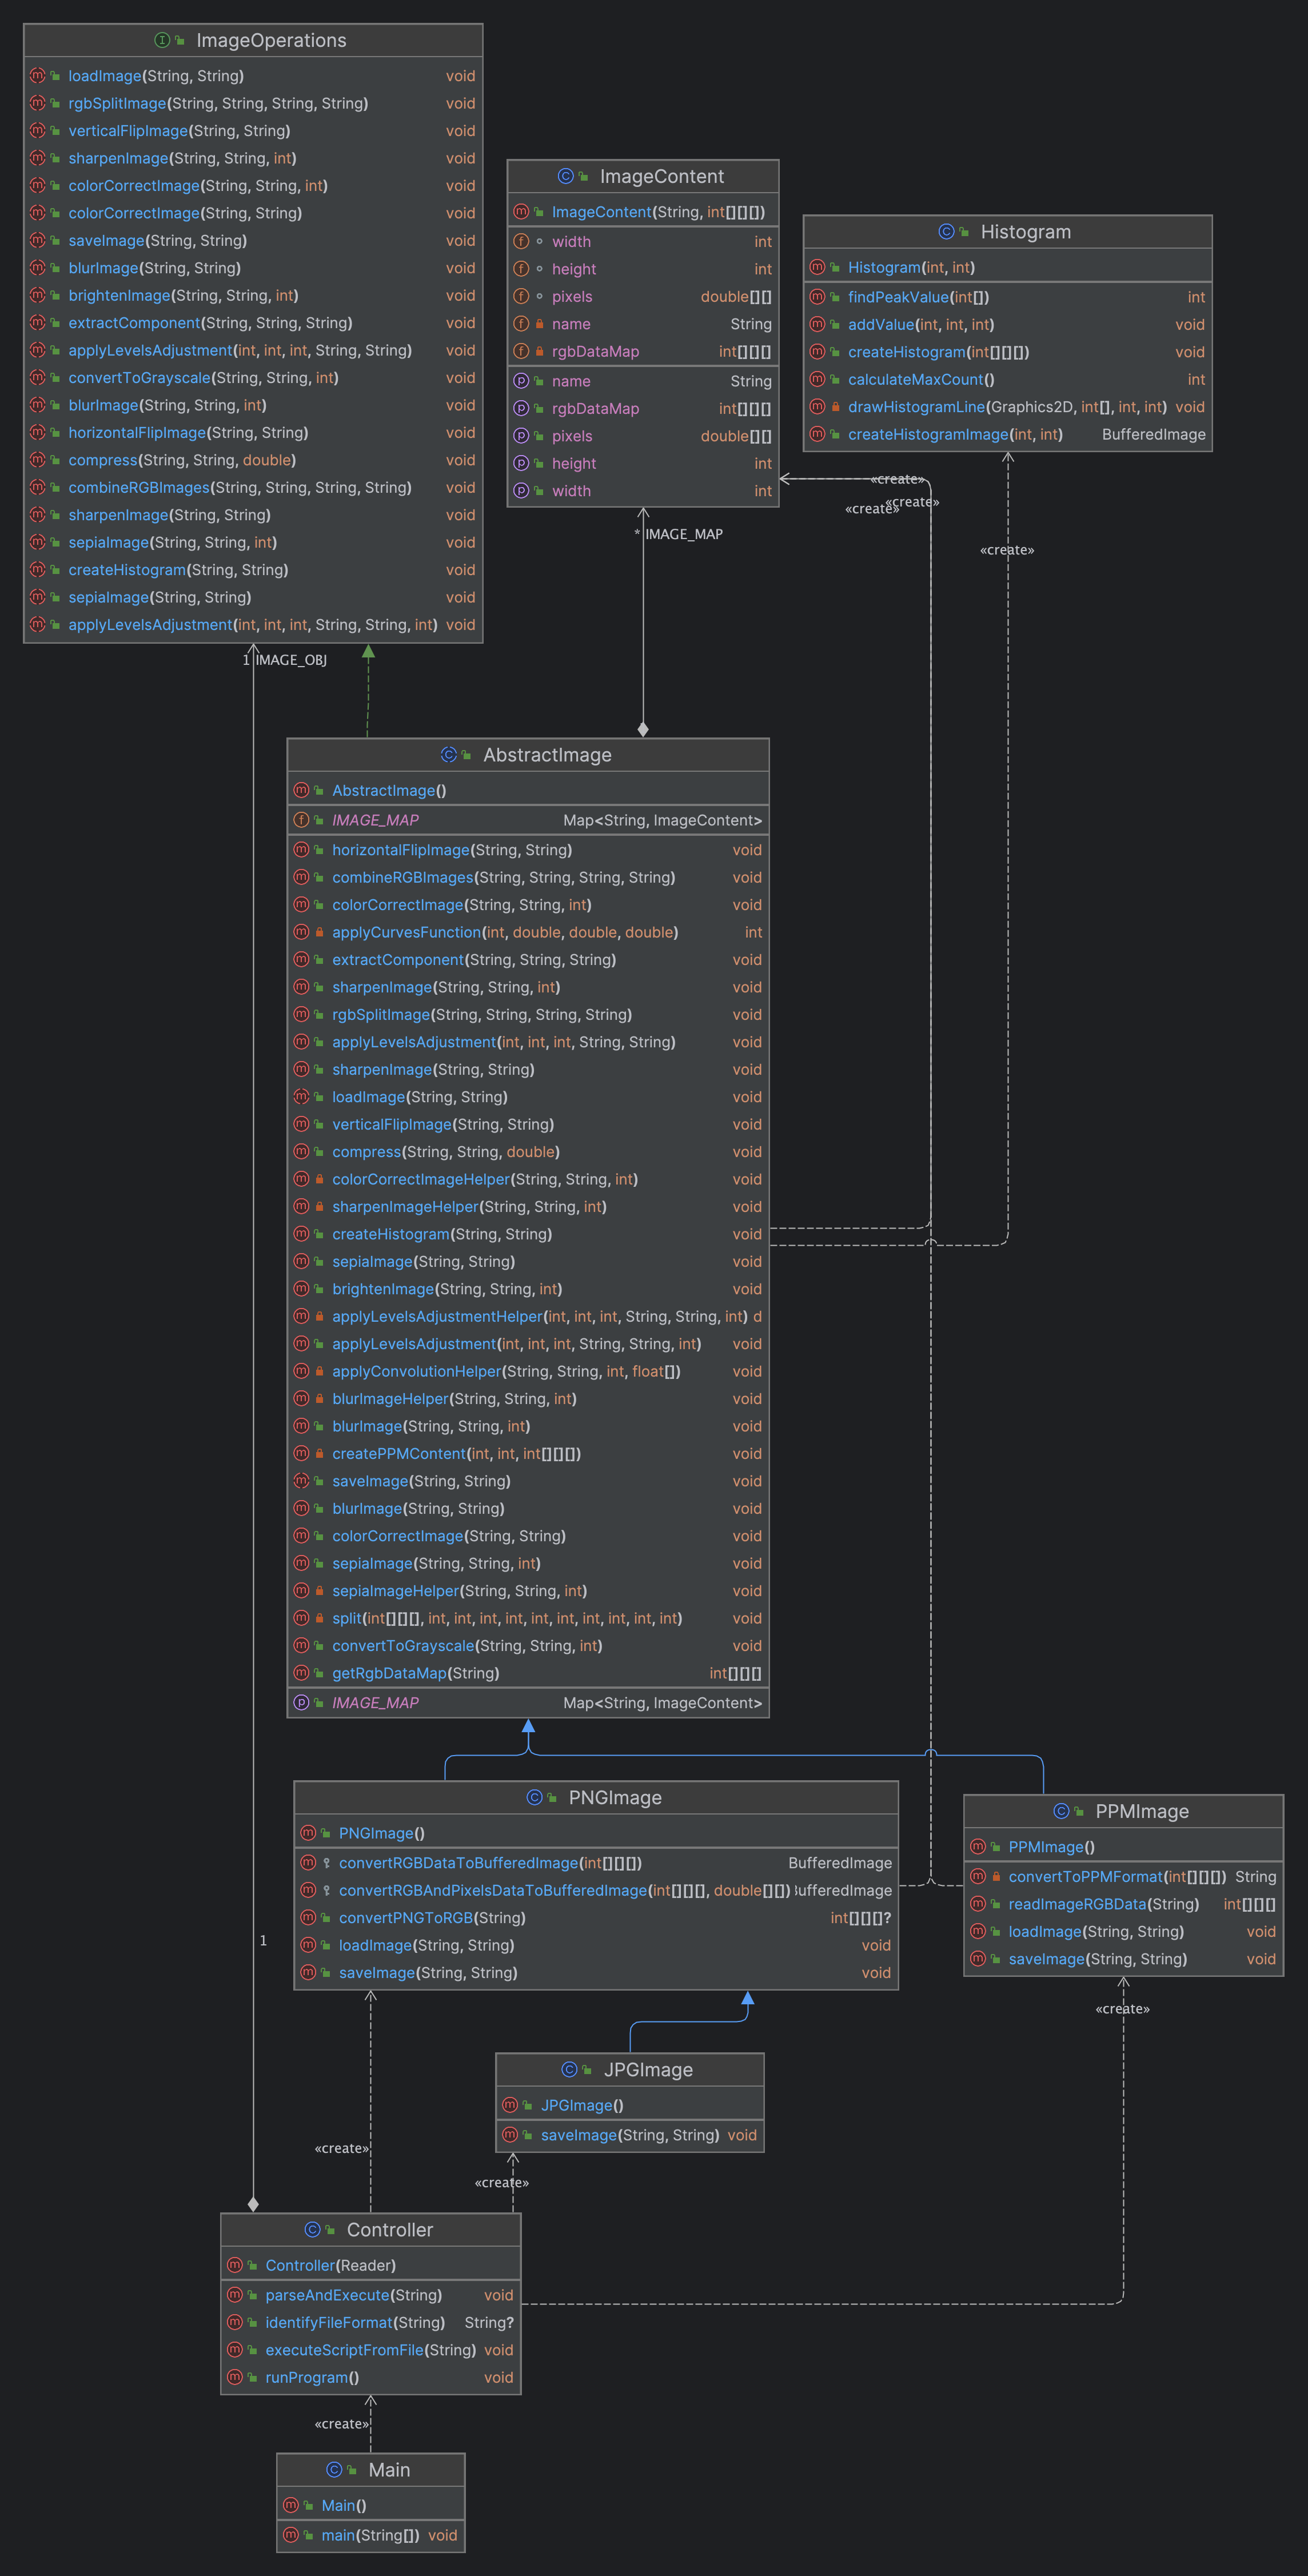 ImageOperations
loadImage(String, String) void
rgbSplitImage(String, String, String, String) void
verticalFlipImage(String, String) void
sharpenImage(String, String, int) void
colorCorrectImage(String, String, int) void
colorCorrectImage(String, String) void
saveImage(String, String) void
blurImage(String, String) void
brightenImage(String, String, int) void
extractComponent(String, String, String) void
applyLevelsAdjustment(int, int, int, String, String) void
convertToGrayscale(String, String, int) void
blurImage(String, String, int) void
horizontalFlipImage(String, String) void
compress(String, String, double) void
combineRGBImages(String, String, String, String) void
sharpenImage(String, String) void
sepiaImage(String, String, int) void
createHistogram(String, String) void
sepiaImage(String, String) void
applyLevelsAdjustment(int, int, int, String, String, int) void
ImageContent
ImageContent(String, int[][][])
width int
height int
pixels double[][]
name String
rgbDataMap int[][][]
name String
rgbDataMap int[][][]
pixels double[][]
height int
width int
Histogram
Histogram(int, int)
findPeakValue(int[]) int
addValue(int, int, int) void
createHistogram(int[][][]) void
calculateMaxCount() int
drawHistogramLine(Graphics2D, int[], int, int) void
createHistogramImage(int, int) BufferedImage
«create»
«create»
«create»
* IMAGE_MAP
«create»
1 IMAGE_OBJ
AbstractImage
AbstractImage()
IMAGE_MAP Map<String, ImageContent>
horizontalFlipImage(String, String) void
combineRGBImages(String, String, String, String) void
colorCorrectImage(String, String, int) void
applyCurvesFunction(int, double, double, double) int
extractComponent(String, String, String) void
sharpenImage(String, String, int) void
rgbSplitImage(String, String, String, String) void
applyLevelsAdjustment(int, int, int, String, String) void
sharpenImage(String, String) void
loadImage(String, String) void
verticalFlipImage(String, String) void
compress(String, String, double) void
colorCorrectImageHelper(String, String, int) void
sharpenImageHelper(String, String, int) void
createHistogram(String, String) void
sepiaImage(String, String) void
brightenImage(String, String, int) void
applyLevelsAdjustmentHelper(int, int, int, String, String, int) d
applyLevelsAdjustment(int, int, int, String, String, int) void
applyConvolutionHelper(String, String, int, float[]) void
blurImageHelper(String, String, int) void
blurImage(String, String, int) void
createPPMContent(int, int, int[][][]) void
saveImage(String, String) void
blurImage(String, String) void
colorCorrectImage(String, String) void
sepiaImage(String, String, int) void
sepiaImageHelper(String, String, int) void
split(int[][][], int, int, int, int, int, int, int, int, int, int) void
convertToGrayscale(String, String, int) void
getRgbDataMap(String) int[][][]
IMAGE_MAP Map<String, ImageContent>
PNGImage
PNGImage()
convertRGBDataToBufferedImage(int[][][]) BufferedImage
convertRGBAndPixelsDataToBufferedImage(int[][][], double[][]) BufferedImage
convertPNGToRGB(String) int[][][]?
loadImage(String, String) void
saveImage(String, String) void
PPMImage
PPMImage()
convertToPPMFormat(int[][][]) String
readImageRGBData(String) int[][][]
loadImage(String, String) void
saveImage(String, String) void
1
«create»
JPGImage
JPGImage()
saveImage(String, String) void
«create»
«create»
Controller
Controller(Reader)
parseAndExecute(String) void
identifyFileFormat(String) String?
executeScriptFromFile(String) void
runProgram() void
«create»
Main
Main()
main(String[]) void